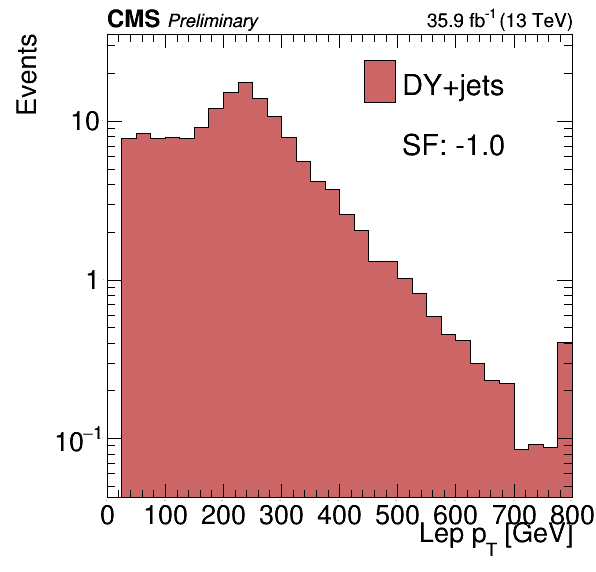 CMS Preliminary 35.9 fb⁻¹ (13 TeV)
Events
DY+jets
SF: -1.0
10
1
10⁻¹
0 100 200 300 400 500 600 700 800
Lep p_T [GeV]